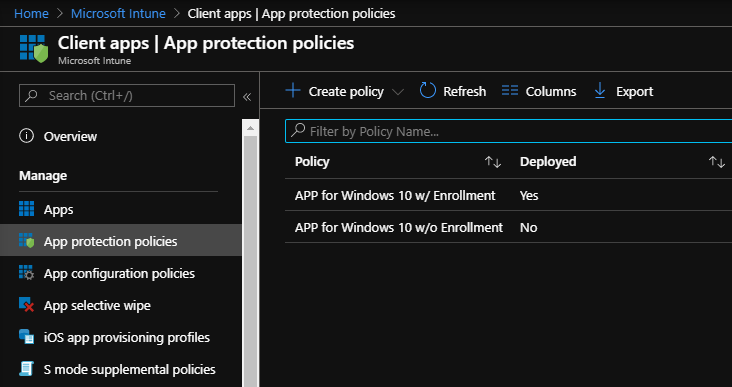 Home > Microsoft Intune > Client apps | App protection policies
Client apps | App protection policies
Microsoft Intune
Search (Ctrl+/)
«
Overview
Manage
Apps
App protection policies
App configuration policies
App selective wipe
iOS app provisioning profiles
S mode supplemental policies
+ Create policy Refresh Columns Export
Filter by Policy Name...
Policy ↑↓ Deployed ↑↓
APP for Windows 10 w/ Enrollment Yes
APP for Windows 10 w/o Enrollment No